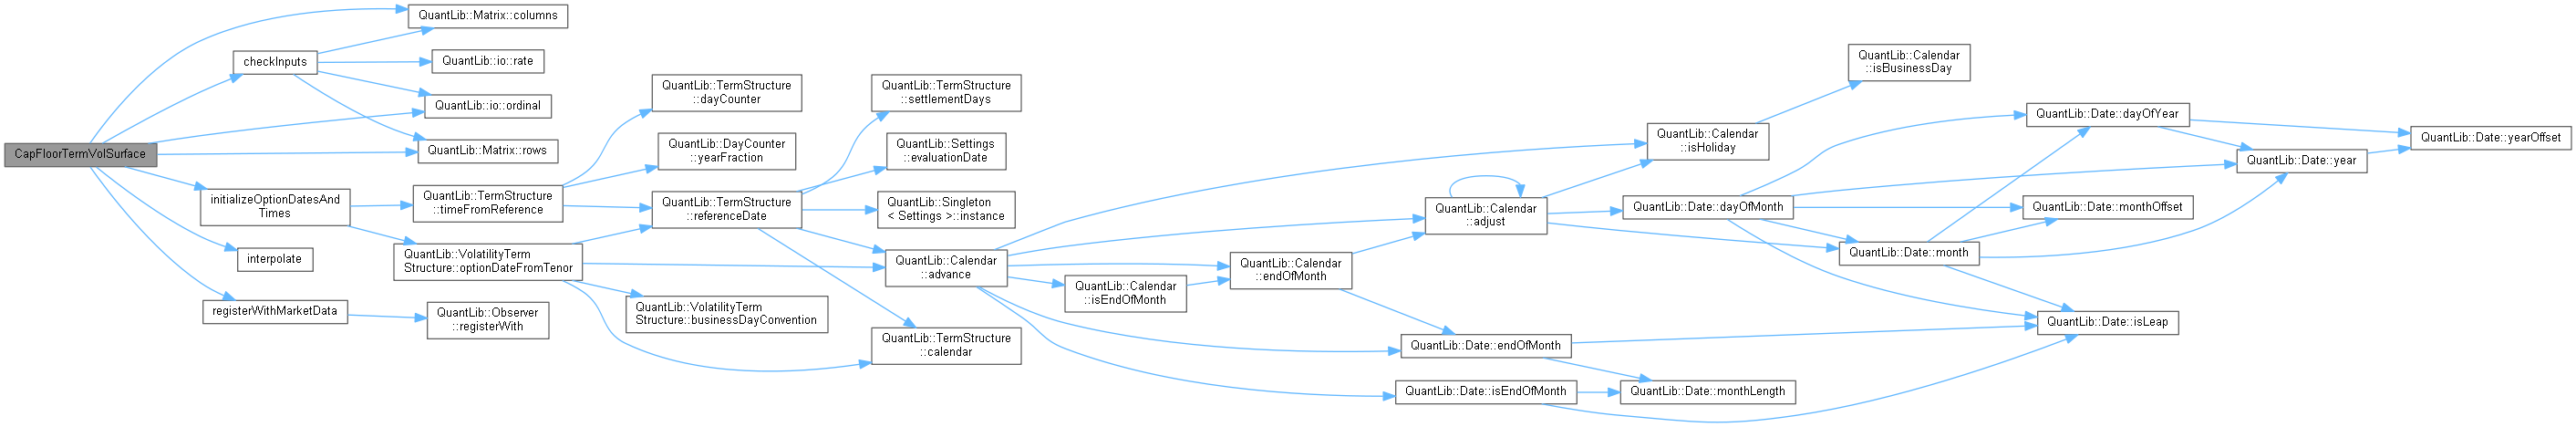 CapFloorTermVolSurface
QuantLib::Matrix::columns
checkInputs
QuantLib::io::rate
QuantLib::io::ordinal
QuantLib::Matrix::rows
initializeOptionDatesAnd
Times
interpolate
registerWithMarketData
QuantLib::TermStructure
::timeFromReference
QuantLib::VolatilityTerm
Structure::optionDateFromTenor
QuantLib::Observer
::registerWith
QuantLib::TermStructure
::dayCounter
QuantLib::DayCounter
::yearFraction
QuantLib::TermStructure
::referenceDate
QuantLib::VolatilityTerm
Structure::businessDayConvention
QuantLib::TermStructure
::settlementDays
QuantLib::Settings
::evaluationDate
QuantLib::Singleton
< Settings >::instance
QuantLib::Calendar
::advance
QuantLib::TermStructure
::calendar
QuantLib::Calendar
::isEndOfMonth
QuantLib::Calendar
::endOfMonth
QuantLib::Calendar
::adjust
QuantLib::Date::endOfMonth
QuantLib::Date::isEndOfMonth
QuantLib::Calendar
::isHoliday
QuantLib::Date::dayOfMonth
QuantLib::Date::monthLength
QuantLib::Calendar
::isBusinessDay
QuantLib::Date::month
QuantLib::Date::dayOfYear
QuantLib::Date::monthOffset
QuantLib::Date::isLeap
QuantLib::Date::year
QuantLib::Date::yearOffset